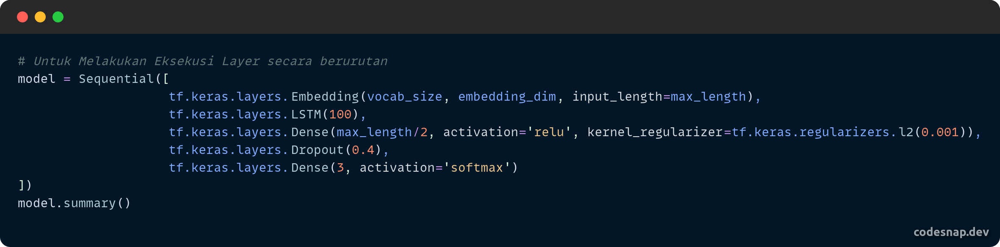 # Untuk Melakukan Eksekusi Layer secara berurutan
model = Sequential([
                    tf.keras.layers.Embedding(vocab_size, embedding_dim, input_length=max_length),
                    tf.keras.layers.LSTM(100),
                    tf.keras.layers.Dense(max_length/2, activation='relu', kernel_regularizer=tf.keras.regularizers.l2(0.001)),
                    tf.keras.layers.Dropout(0.4),
                    tf.keras.layers.Dense(3, activation='softmax')
])
model.summary()
codesnap.dev